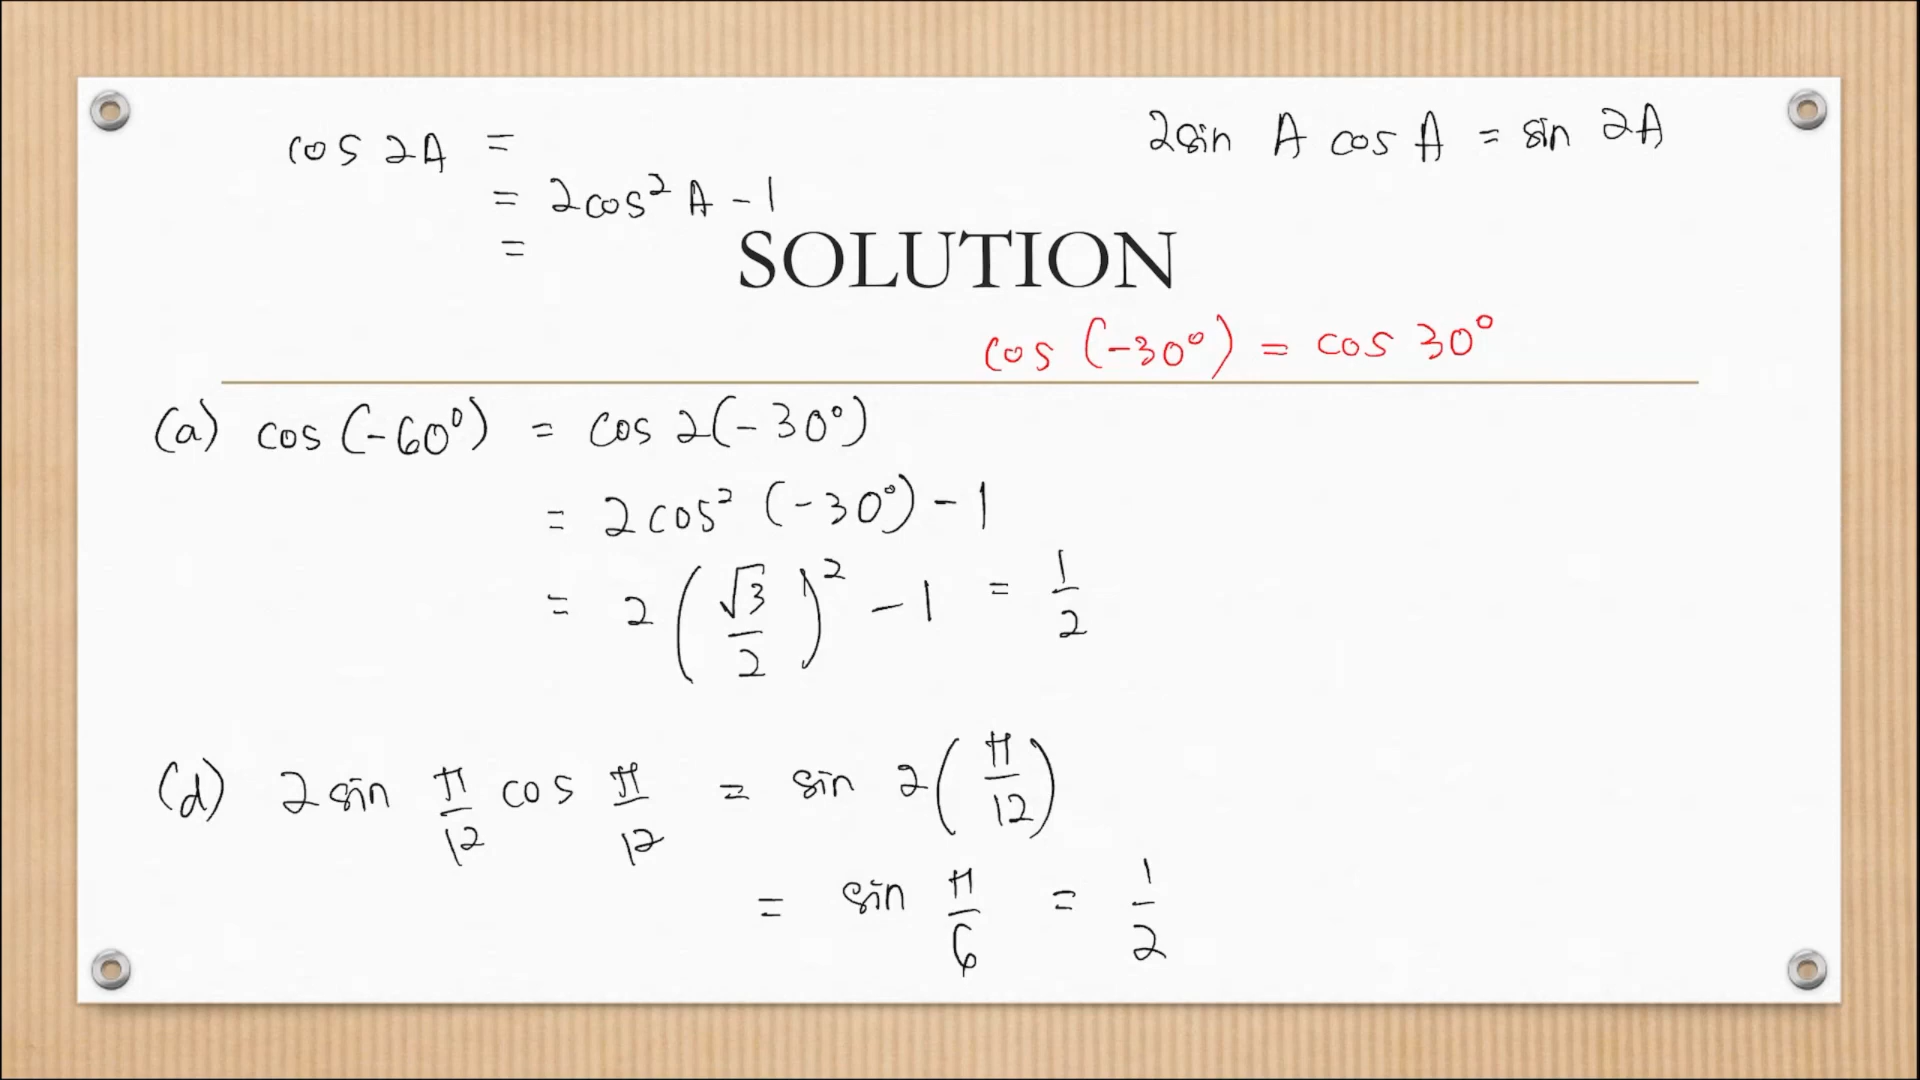 cos 2A =
= 2cos² A - 1
=
2sin A cos A = sin 2A
SOLUTION
cos (-30°) = cos 30°
(a) cos (-60°) = cos 2(-30°)
= 2 cos² (-30°) - 1
= 2 (√3/2)² - 1 = 1/2
(d) 2 sin π/12 cos π/12 = sin 2(π/12)
= sin π/6 = 1/2